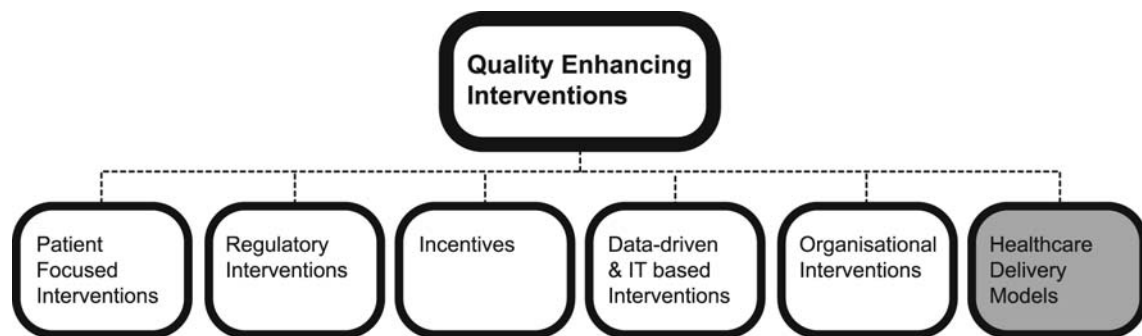 Quality Enhancing
Interventions
Patient
Focused
Interventions
Regulatory
Interventions
Incentives
Data-driven
& IT based
Interventions
Organisational
Interventions
Healthcare
Delivery
Models